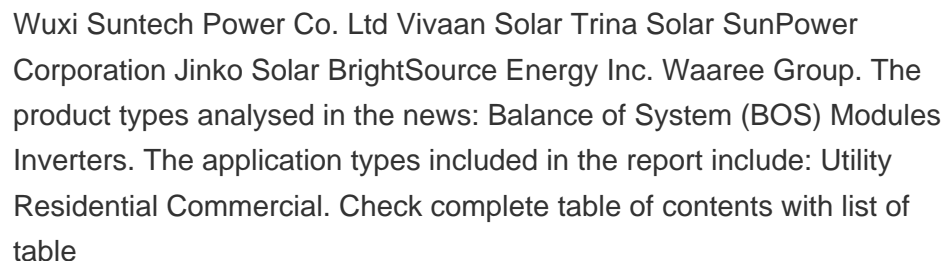 Wuxi Suntech Power Co. Ltd Vivaan Solar Trina Solar SunPower
Corporation Jinko Solar BrightSource Energy Inc. Waaree Group. The
product types analysed in the news: Balance of System (BOS) Modules
Inverters. The application types included in the report include: Utility
Residential Commercial. Check complete table of contents with list of
table